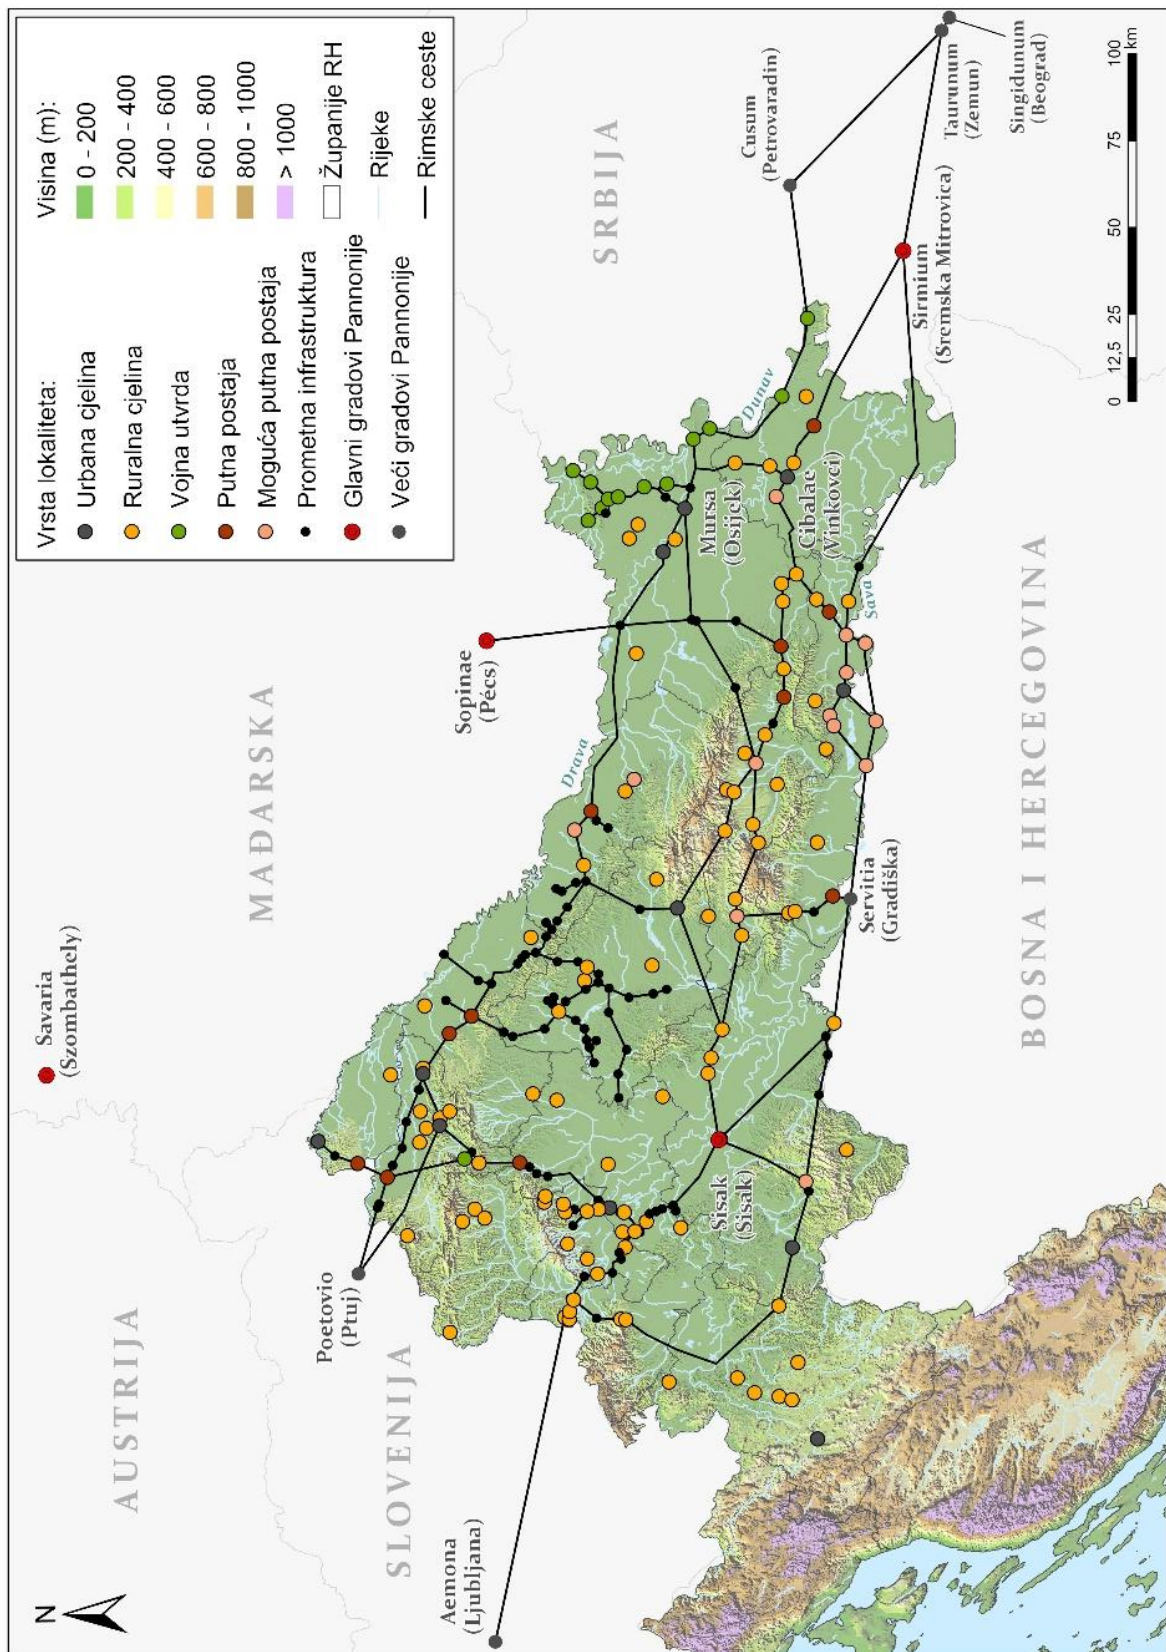 N
AUSTRIJA
SLOVENIJA
MAĐARSKA
SRBIJA
BOSNA I HERCEGOVINA
Savaria
(Szombathely)
Poetovio
(Ptuj)
Aemona
(Ljubljana)
Sopinae
(Pécs)
Drava
Dunav
Sava
Mursa
(Osijek)
Cibalae
(Vinkovci)
Sisak
(Sisak)
Servitia
(Gradiška)
Cusum
(Petrovaradin)
Sirmium
(Sremska Mitrovica)
Taurunum
(Zemun)
Singidunum
(Beograd)
Vrsta lokaliteta:
Urbana cjelina
Ruralna cjelina
Vojna utvrda
Putna postaja
Moguća putna postaja
Prometna infrastruktura
Glavni gradovi Pannonije
Veći gradovi Pannonije
Visina (m):
0 - 200
200 - 400
400 - 600
600 - 800
800 - 1000
> 1000
Županije RH
Rijeke
Rimske ceste
0 12,5 25 50 75 100
km